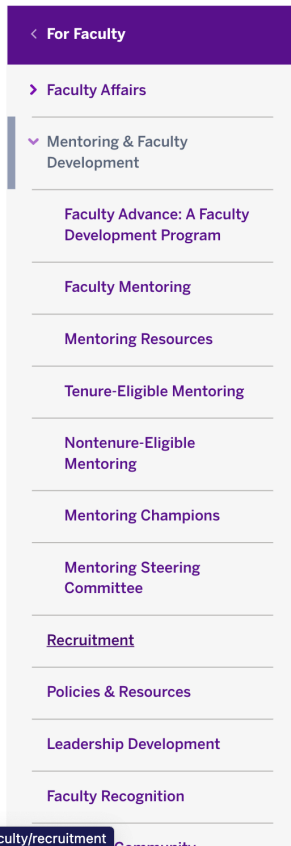 For Faculty
Faculty Affairs
Mentoring & Faculty
Development
Faculty Advance: A Faculty
Development Program
Faculty Mentoring
Mentoring Resources
Tenure-Eligible Mentoring
Nontenure-Eligible
Mentoring
Mentoring Champions
Mentoring Steering
Committee
Recruitment
Policies & Resources
Leadership Development
Faculty Recognition
culty/recruitment
Community